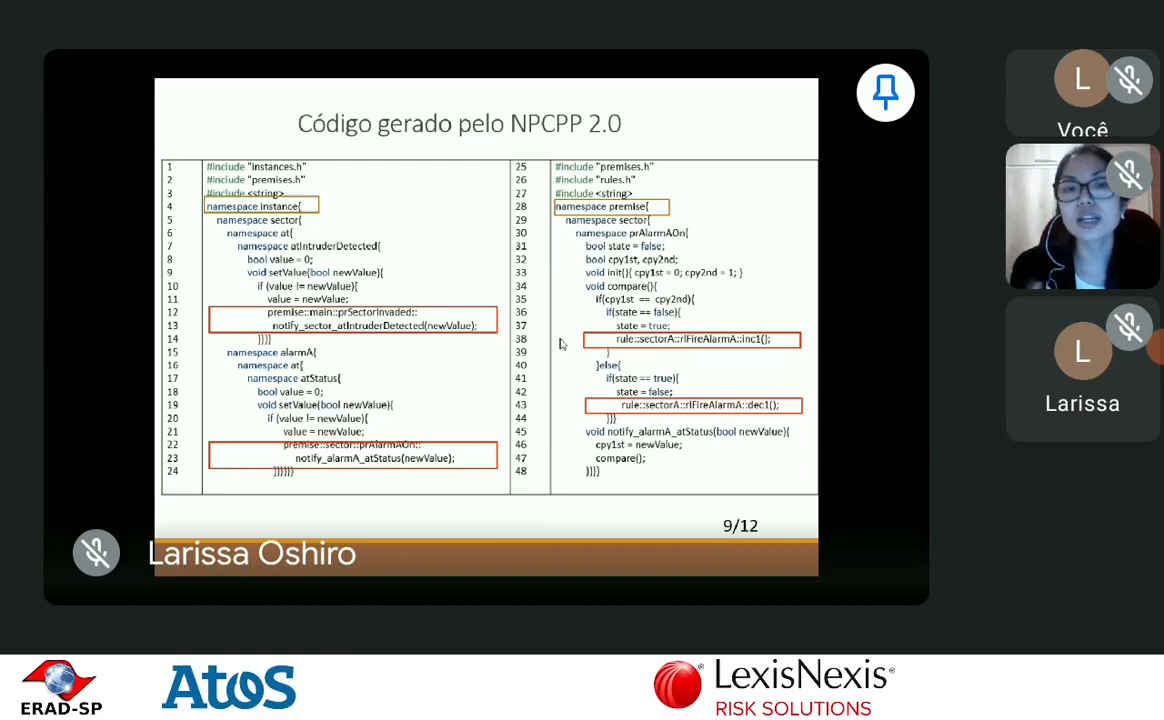 Código gerado pelo NPCPP 2.0
1 #include "instances.h"
2 #include "premises.h"
3 #include <string>
4 namespace instance{
5 namespace sector{
6 namespace at{
7 namespace atIntruderDetected{
8 bool value = 0;
9 void setValue(bool newValue){
10 if (value != newValue){
11 value = newValue;
12 premise::main::prSectorInvaded::
13 notify_sector_atIntruderDetected(newValue);
14 }}}}
15 namespace alarmA{
16 namespace at{
17 namespace atStatus{
18 bool value = 0;
19 void setValue(bool newValue){
20 if (value != newValue){
21 value = newValue;
22 premise::sector::prAlarmAOn::
23 notify_alarmA_atStatus(newValue);
24 }}}}}}
25 #include "premises.h"
26 #include "rules.h"
27 #include <string>
28 namespace premise{
29 namespace sector{
30 namespace prAlarmAOn{
31 bool state = false;
32 bool cpy1st, cpy2nd;
33 void init(){ cpy1st = 0; cpy2nd = 1; }
34 void compare(){
35 if(cpy1st == cpy2nd){
36 if(state == false){
37 state = true;
38 rule::sectorA::rlFireAlarmA::inc1();
39 }
40 }else{
41 if(state == true){
42 state = false;
43 rule::sectorA::rlFireAlarmA::dec1();
44 }}}
45 void notify_alarmA_atStatus(bool newValue){
46 cpy1st = newValue;
47 compare();
48 }}}}
9/12
Larissa Oshiro
L
Você
L
Larissa
ERAD-SP
Atos
LexisNexis®
RISK SOLUTIONS